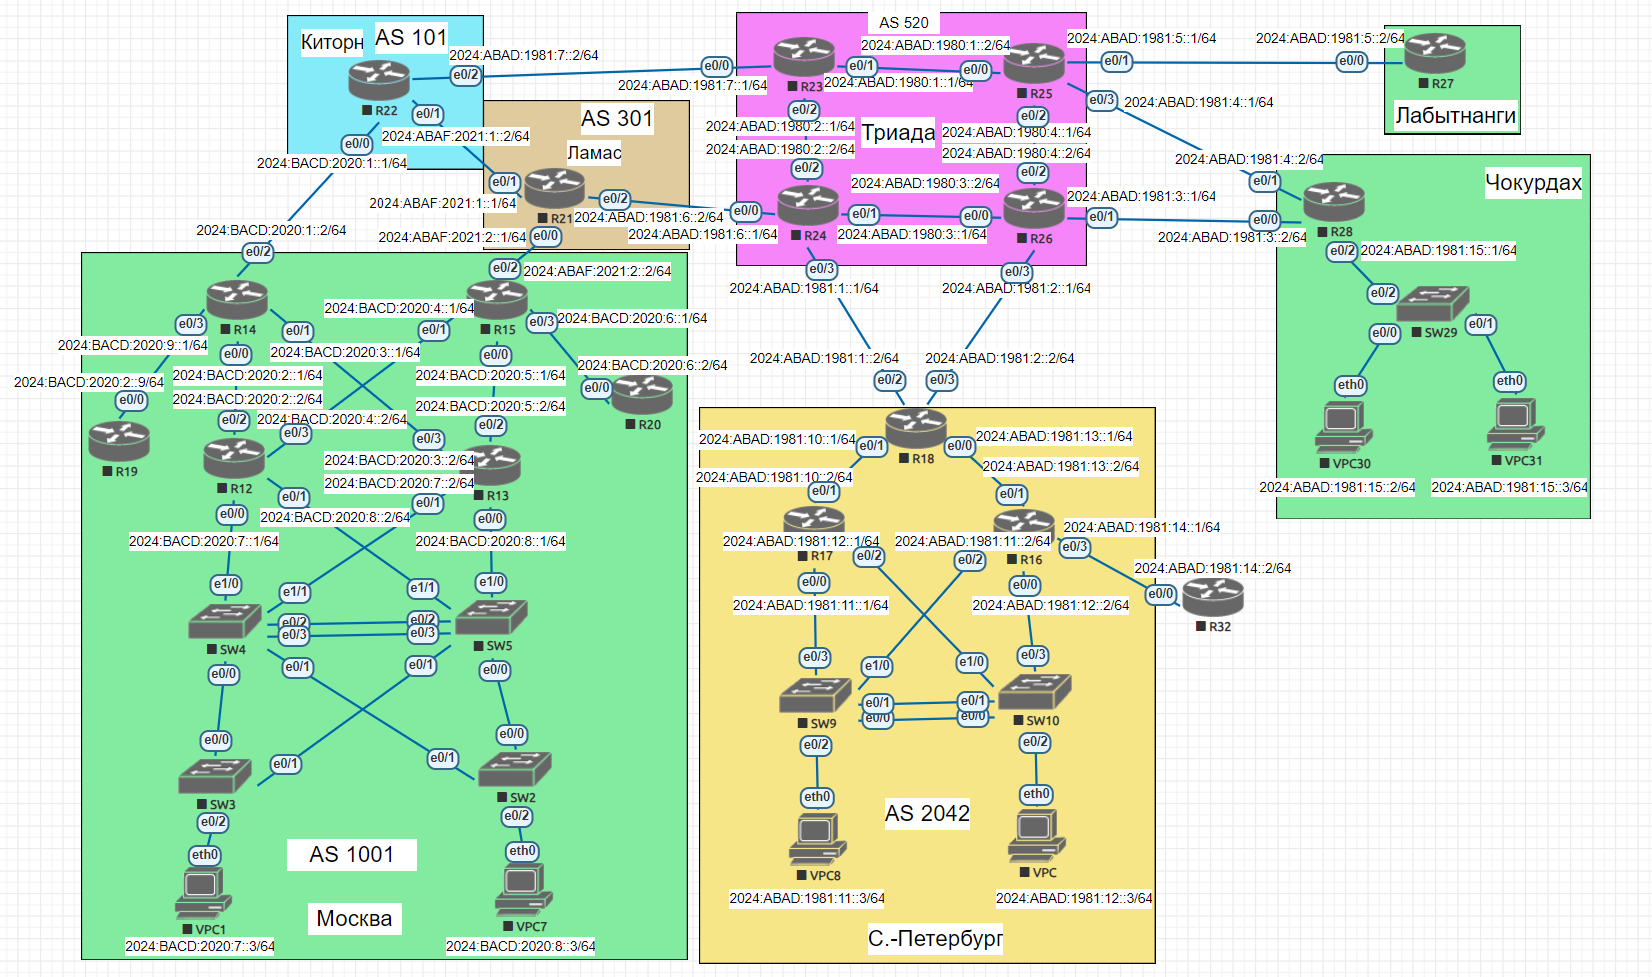 Киторн
AS 101
2024:ABAD:1981:7::2/64
e0/2
R22
e0/1
2024:ABAF:2021:1::2/64
e0/0
2024:BACD:2020:1::1/64
AS 301
Ламас
e0/1
2024:ABAF:2021:1::1/64
R21
e0/2
2024:ABAD:1981:6::2/64
2024:ABAF:2021:2::1/64
e0/0
AS 520
Триада
e0/0
2024:ABAD:1981:7::1/64
R23
e0/1
2024:ABAD:1980:1::2/64
2024:ABAD:1980:1::1/64
e0/0
R25
e0/2
2024:ABAD:1980:2::1/64
2024:ABAD:1980:2::2/64
e0/2
e0/2
2024:ABAD:1980:4::1/64
2024:ABAD:1980:4::2/64
e0/2
2024:ABAD:1980:3::2/64
e0/0
2024:ABAD:1981:6::1/64
R24
e0/1
2024:ABAD:1980:3::1/64
e0/0
R26
e0/3
2024:ABAD:1981:1::1/64
e0/3
2024:ABAD:1981:2::1/64
2024:ABAD:1981:5::1/64
e0/1
e0/3
2024:ABAD:1981:4::1/64
2024:ABAD:1981:3::1/64
e0/1
2024:ABAD:1981:5::2/64
e0/0
R27
Лабытнанги
Чокурдах
2024:ABAD:1981:4::2/64
e0/1
e0/0
2024:ABAD:1981:3::2/64
R28
e0/2
2024:ABAD:1981:15::1/64
e0/2
SW29
e0/0
e0/1
eth0
eth0
VPC30
VPC31
2024:ABAD:1981:15::2/64
2024:ABAD:1981:15::3/64
2024:BACD:2020:1::2/64
e0/2
e0/2
2024:ABAF:2021:2::2/64
e0/3
R14
e0/1
2024:BACD:2020:4::1/64
e0/1
R15
e0/3
2024:BACD:2020:6::1/64
2024:BACD:2020:9::1/64
e0/0
2024:BACD:2020:3::1/64
e0/0
2024:BACD:2020:6::2/64
2024:BACD:2020:2::9/64
2024:BACD:2020:2::1/64
2024:BACD:2020:5::1/64
e0/0
e0/0
R20
2024:BACD:2020:2::2/64
2024:BACD:2020:5::2/64
e0/2
2024:BACD:2020:4::2/64
e0/3
e0/3
e0/2
R19
R12
2024:BACD:2020:3::2/64
2024:BACD:2020:7::2/64
R13
e0/1
e0/1
e0/0
2024:BACD:2020:8::2/64
e0/0
2024:BACD:2020:7::1/64
2024:BACD:2020:8::1/64
e1/0
e1/1
e1/1
e1/0
SW4
e0/2
e0/3
e0/2
e0/3
SW5
e0/0
e0/1
e0/1
e0/0
e0/0
e0/1
e0/1
e0/0
SW3
SW2
e0/2
e0/2
eth0
eth0
AS 1001
Москва
VPC1
VPC7
2024:BACD:2020:7::3/64
2024:BACD:2020:8::3/64
2024:ABAD:1981:1::2/64
2024:ABAD:1981:2::2/64
e0/2
e0/3
2024:ABAD:1981:10::1/64
e0/1
R18
e0/0
2024:ABAD:1981:13::1/64
2024:ABAD:1981:10::2/64
2024:ABAD:1981:13::2/64
e0/1
e0/1
2024:ABAD:1981:12::1/64
2024:ABAD:1981:11::2/64
2024:ABAD:1981:14::1/64
R17
e0/2
e0/2
R16
e0/3
2024:ABAD:1981:14::2/64
e0/0
e0/0
e0/0
R32
2024:ABAD:1981:11::1/64
2024:ABAD:1981:12::2/64
e0/3
e1/0
e1/0
e0/3
SW9
e0/1
e0/0
e0/1
e0/0
SW10
e0/2
e0/2
eth0
eth0
AS 2042
VPC8
VPC
2024:ABAD:1981:11::3/64
2024:ABAD:1981:12::3/64
С.-Петербург